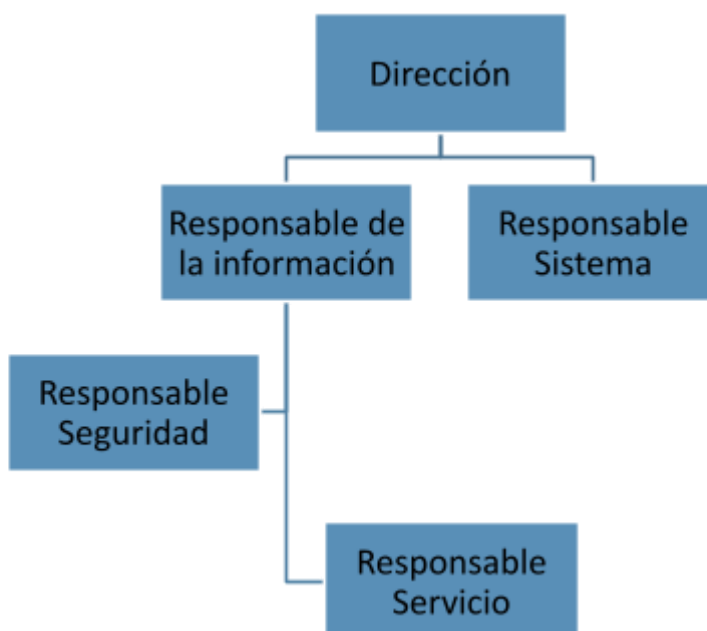 Dirección
Responsable de
la información
Responsable
Sistema
Responsable
Seguridad
Responsable
Servicio